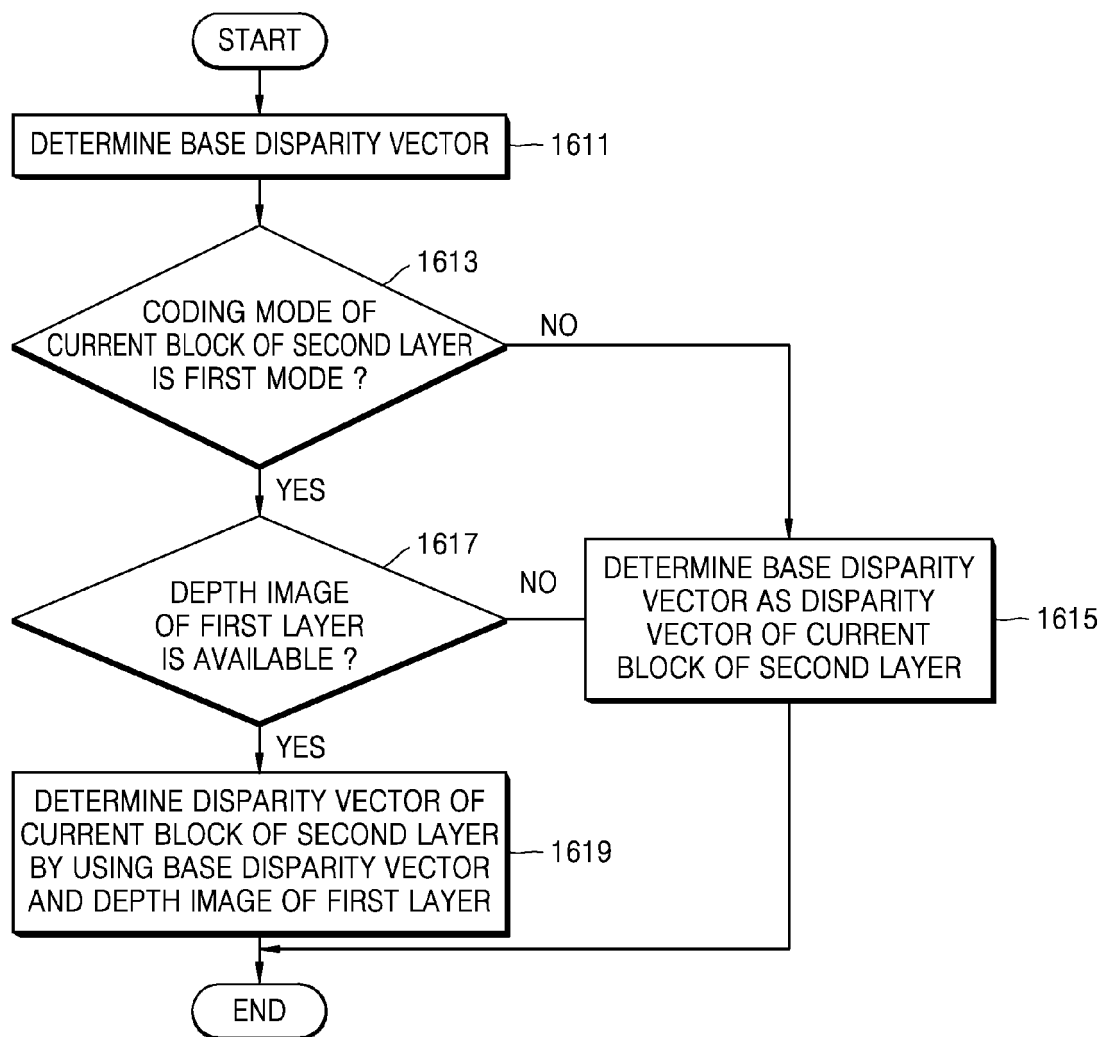 START
DETERMINE BASE DISPARITY VECTOR
1611
1613
CODING MODE OF
CURRENT BLOCK OF SECOND LAYER
IS FIRST MODE ?
NO
YES
1617
DEPTH IMAGE
OF FIRST LAYER
IS AVAILABLE ?
NO
DETERMINE BASE DISPARITY
VECTOR AS DISPARITY
VECTOR OF CURRENT
BLOCK OF SECOND LAYER
1615
YES
DETERMINE DISPARITY VECTOR OF
CURRENT BLOCK OF SECOND LAYER
BY USING BASE DISPARITY VECTOR
AND DEPTH IMAGE OF FIRST LAYER
1619
END